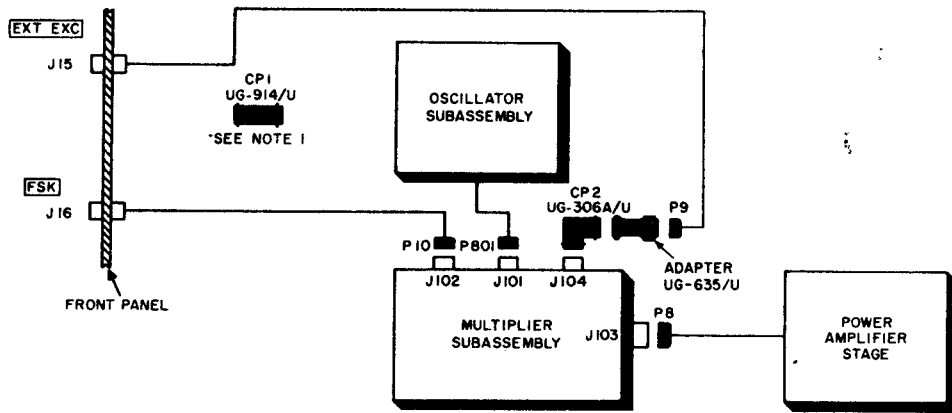 EXT EXC
J15
CP1
UG-914/U
SEE NOTE 1
OSCILLATOR
SUBASSEMBLY
FSK
J16
CP2
UG-306A/U
P9
P10
P801
J102
J101
J104
ADAPTER
UG-635/U
FRONT PANEL
MULTIPLIER
SUBASSEMBLY
J103
P8
POWER
AMPLIFIER
STAGE